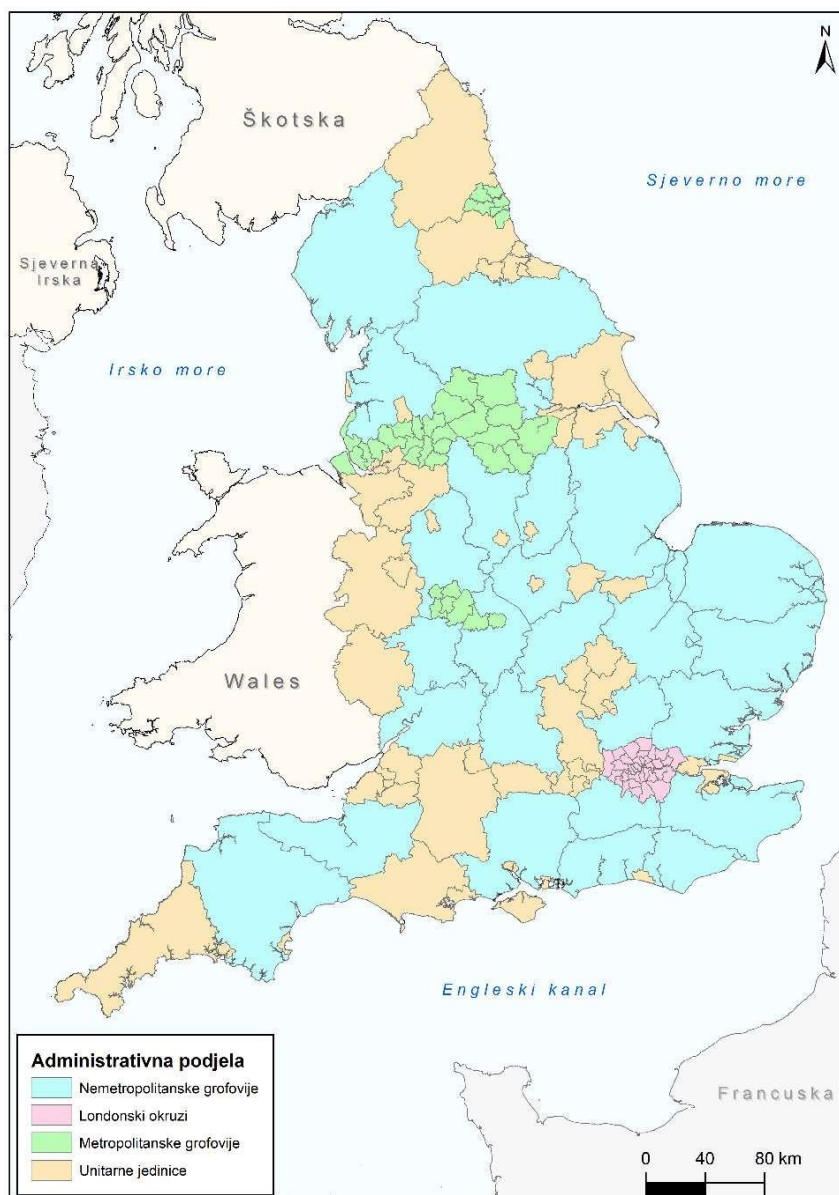 N
Škotska
Sjeverno more
Sjeverna
Irska
Irsko more
Wales
Engleski kanal
Francuska
Administrativna podjela
Nemetropolitanske grofovije
Londonski okruzi
Metropolitanske grofovije
Unitarne jedinice
0 40 80 km